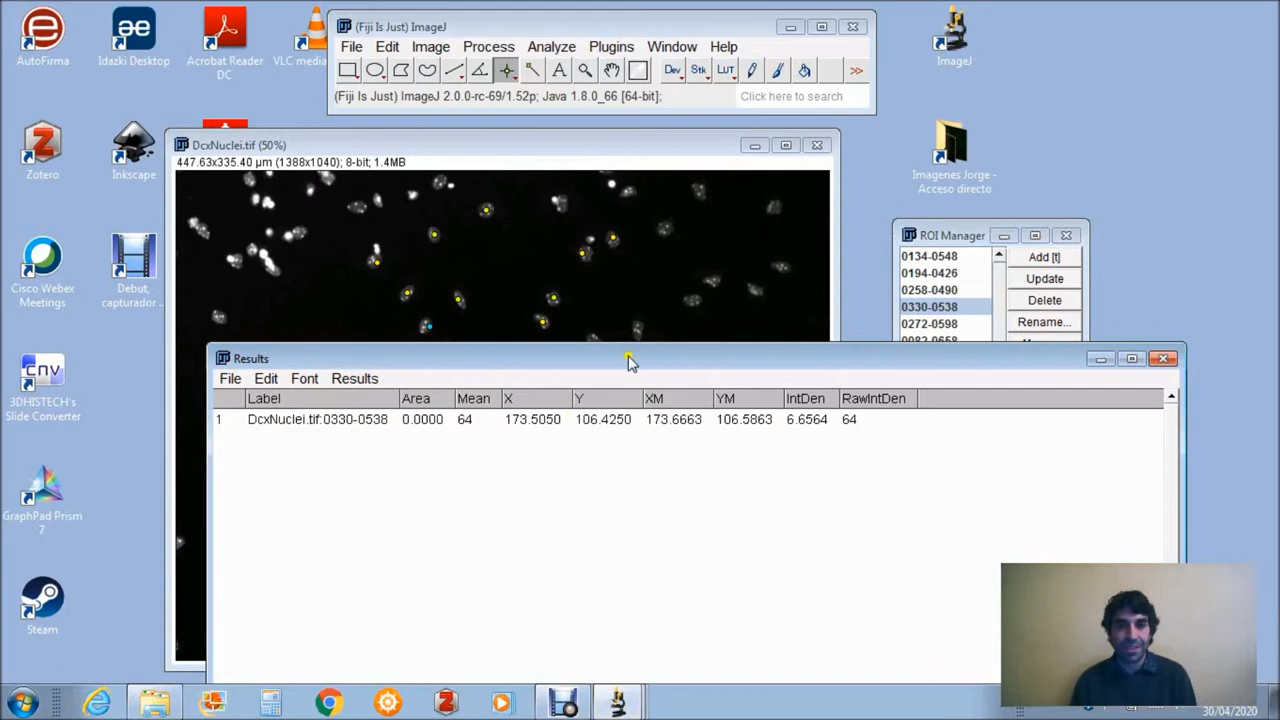 AutoFirma
Idazki Desktop
Acrobat Reader
DC
VLC media
(Fiji Is Just) ImageJ
File Edit Image Process Analyze Plugins Window Help
Dev Stk LUT >>
(Fiji Is Just) ImageJ 2.0.0-rc-69/1.52p; Java 1.8.0_66 [64-bit];
Click here to search
ImageJ
Zotero
Inkscape
DcxNuclei.tif (50%)
447.63x335.40 µm (1388x1040); 8-bit; 1.4MB
Imagenes Jorge -
Acceso directo
Cisco Webex
Meetings
Debut,
capturador ...
ROI Manager
0134-0548
0194-0426
0258-0490
0330-0538
0272-0598
Add [t]
Update
Delete
Rename...
3DHISTECH's
Slide Converter
Results
File Edit Font Results
Label Area Mean X Y XM YM IntDen RawIntDen
1 DcxNuclei.tif:0330-0538 0.0000 64 173.5050 106.4250 173.6663 106.5863 6.6564 64
GraphPad Prism
7
Steam
30/04/2020